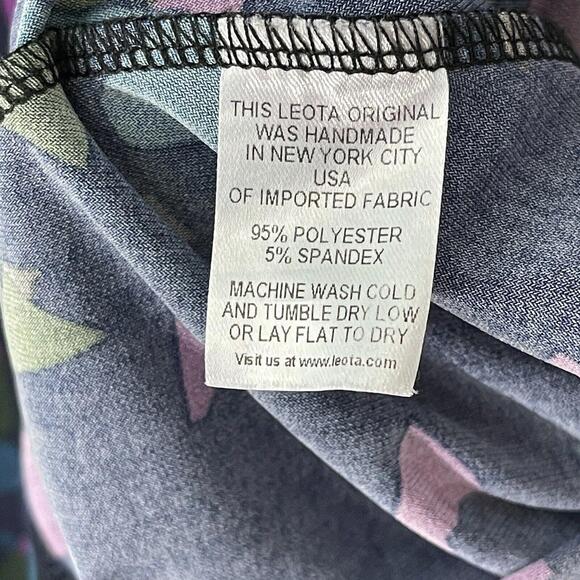 THIS LEOTA ORIGINAL
WAS HANDMADE
IN NEW YORK CITY
USA
OF IMPORTED FABRIC
95% POLYESTER
5% SPANDEX
MACHINE WASH COLD
AND TUMBLE DRY LOW
OR LAY FLAT TO DRY
Visit us at www.leota.com